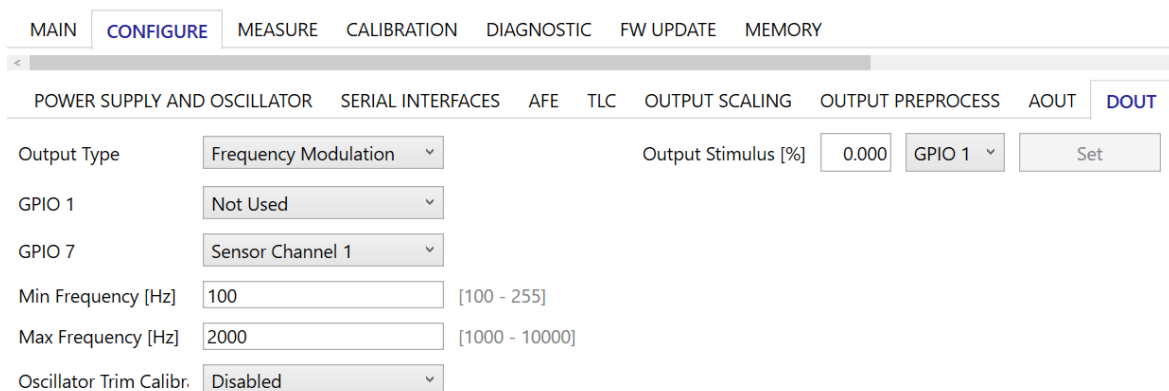 MAIN CONFIGURE MEASURE CALIBRATION DIAGNOSTIC FW UPDATE MEMORY
POWER SUPPLY AND OSCILLATOR SERIAL INTERFACES AFE TLC OUTPUT SCALING OUTPUT PREPROCESS AOUT DOUT
Output Type Frequency Modulation Output Stimulus [%] 0.000 GPIO 1 Set
GPIO 1 Not Used
GPIO 7 Sensor Channel 1
Min Frequency [Hz] 100 [100 - 255]
Max Frequency [Hz] 2000 [1000 - 10000]
Oscillator Trim Calibr Disabled